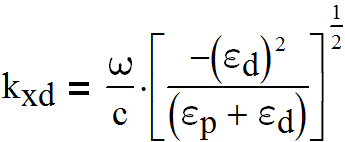 k_xd = ω/c · [ −(ε_d)² / (ε_p + ε_d) ]^(1/2)